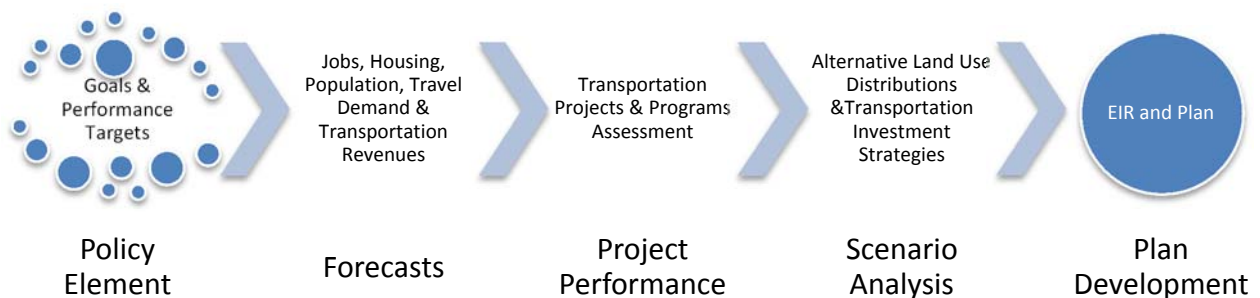 Goals &
Performance
Targets
Jobs, Housing,
Population, Travel
Demand &
Transportation
Revenues
Transportation
Projects & Programs
Assessment
Alternative Land Use
Distributions
&Transportation
Investment
Strategies
EIR and Plan
Policy
Element
Forecasts
Project
Performance
Scenario
Analysis
Plan
Development